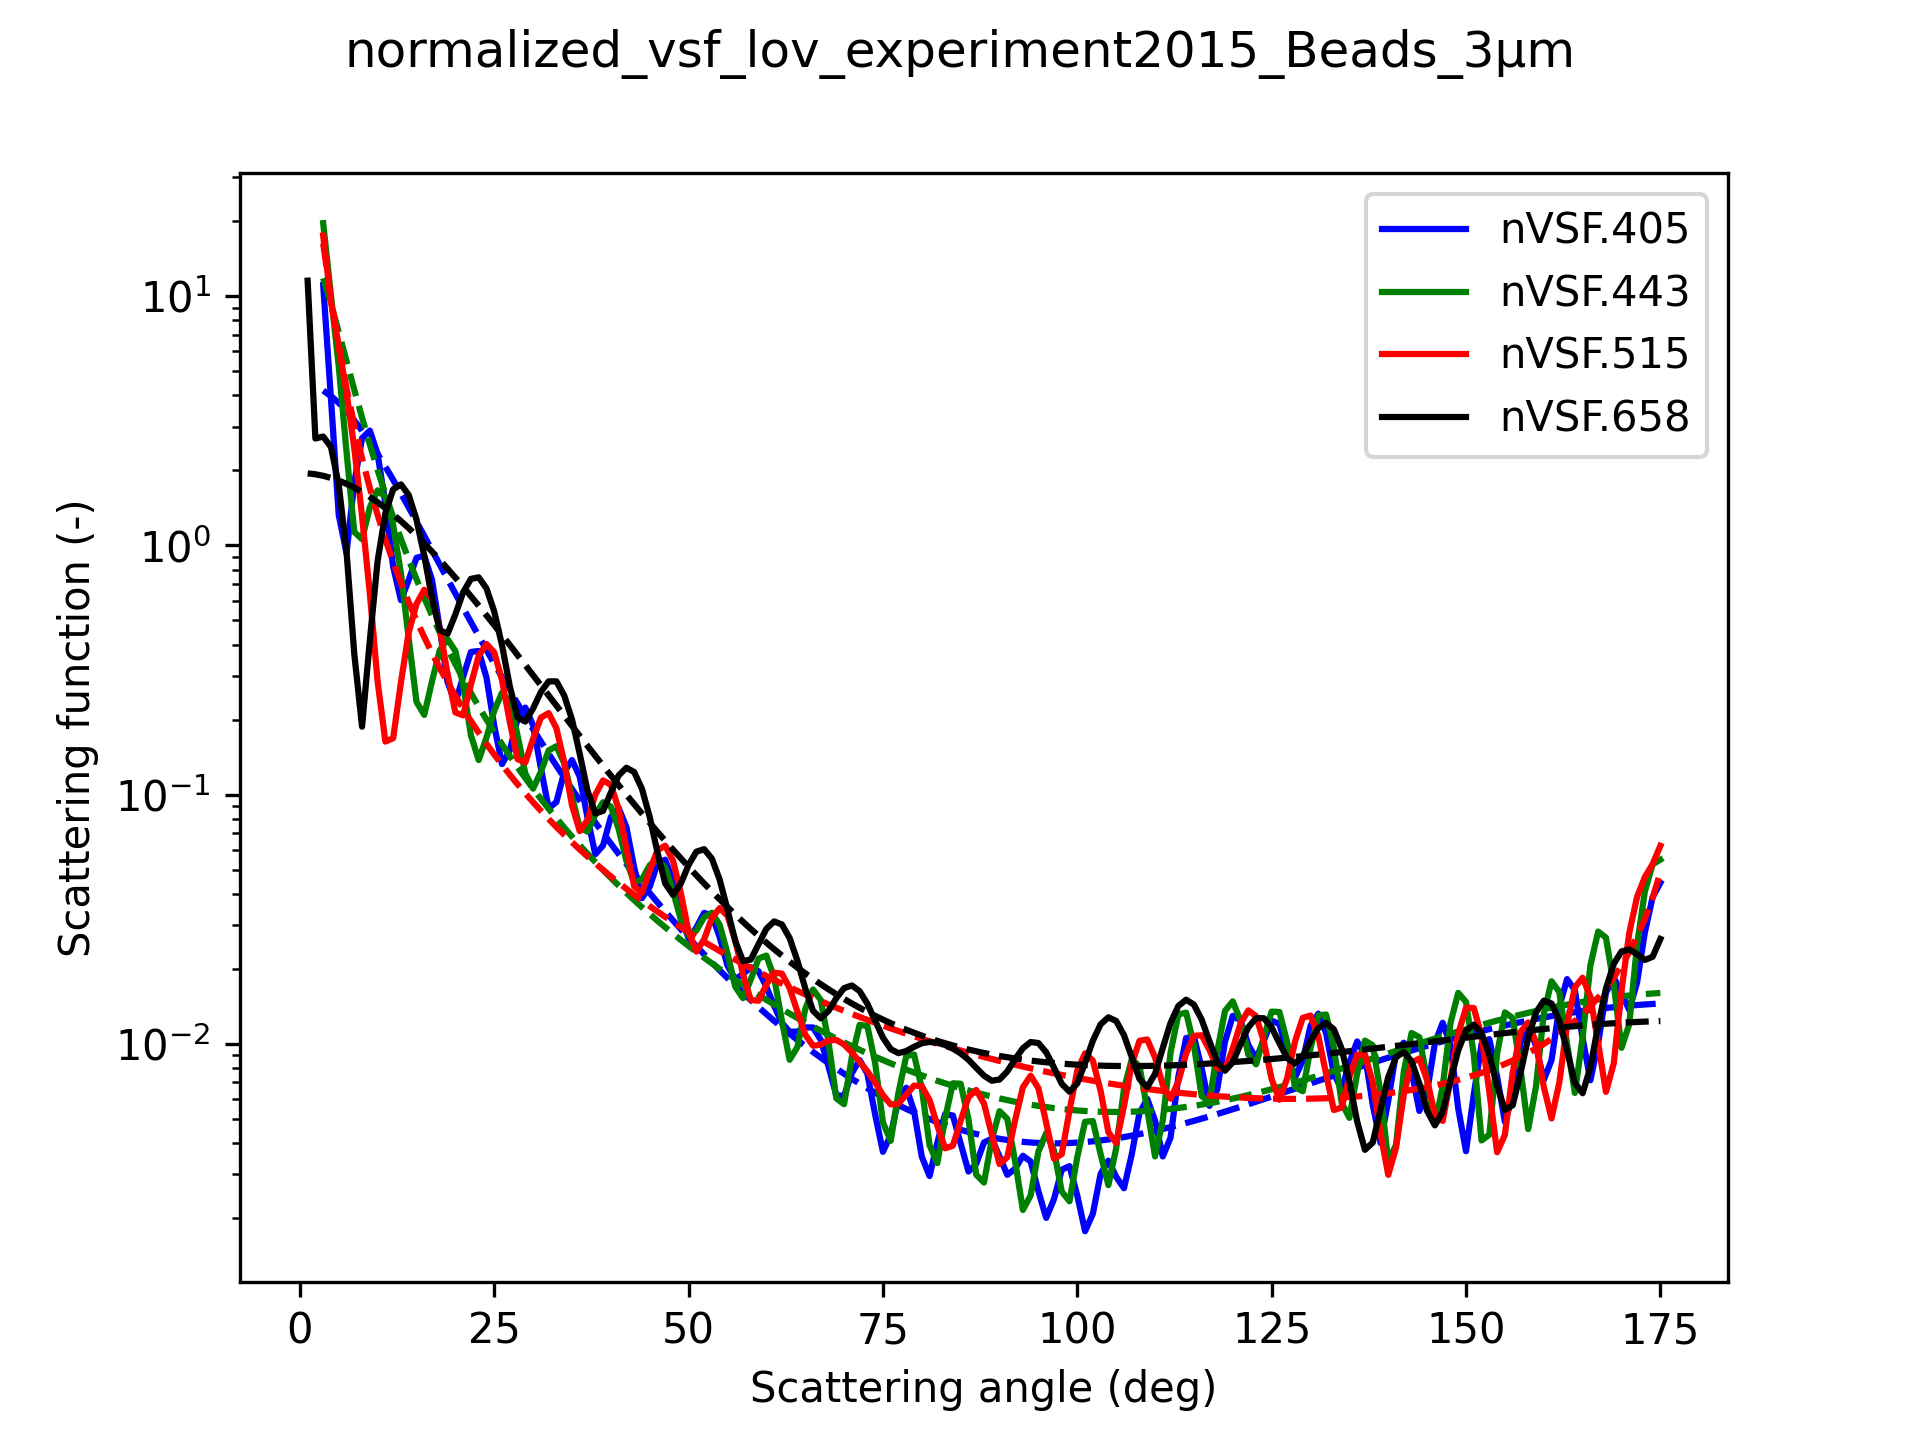 normalized_vsf_lov_experiment2015_Beads_3µm
nVSF.405
nVSF.443
nVSF.515
nVSF.658
Scattering function (-)
10¹
10⁰
10⁻¹
10⁻²
0 25 50 75 100 125 150 175
Scattering angle (deg)